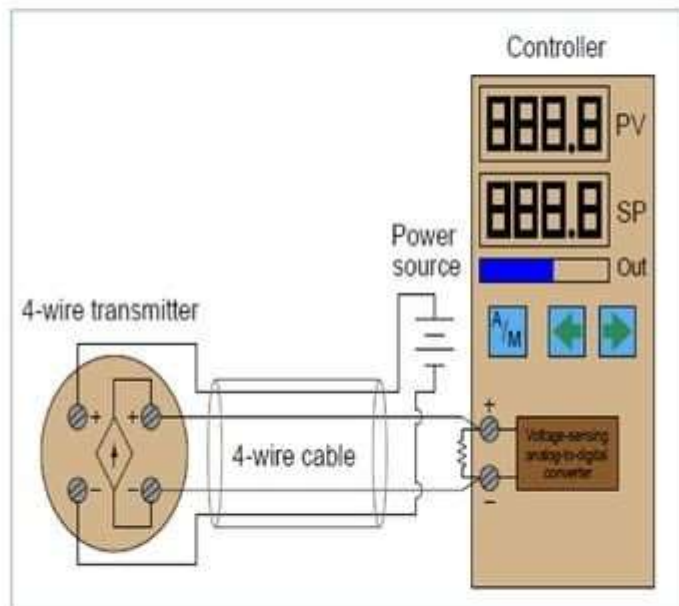 Controller
888.8 PV
888.8 SP
Out
Power
source
A/M
4-wire transmitter
+ + +
4-wire cable
Voltage-sensing
analog-to-digital
converter
- - -